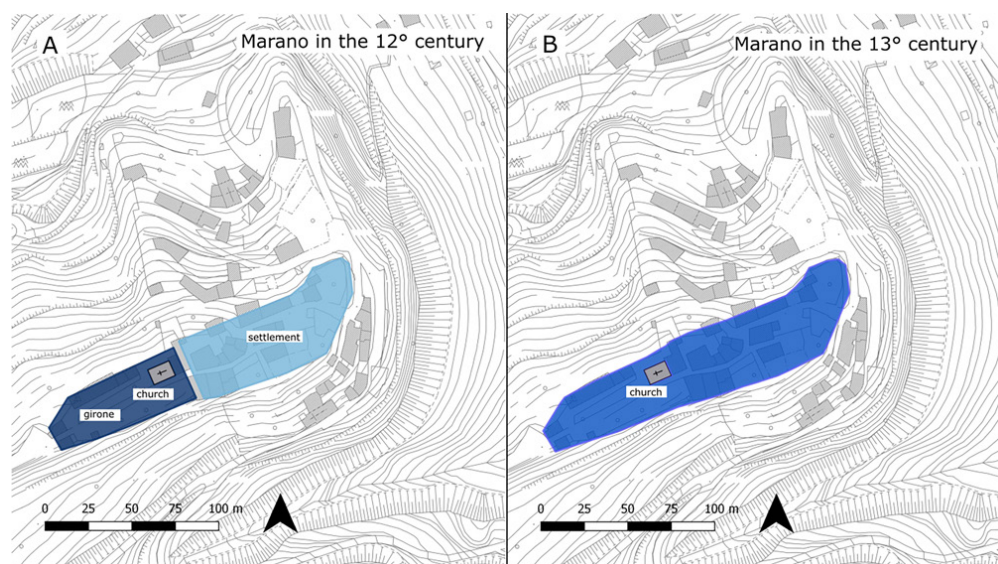 A
Marano in the 12° century
settlement
church
girone
0 25 50 75 100 m
B
Marano in the 13° century
church
0 25 50 75 100 m